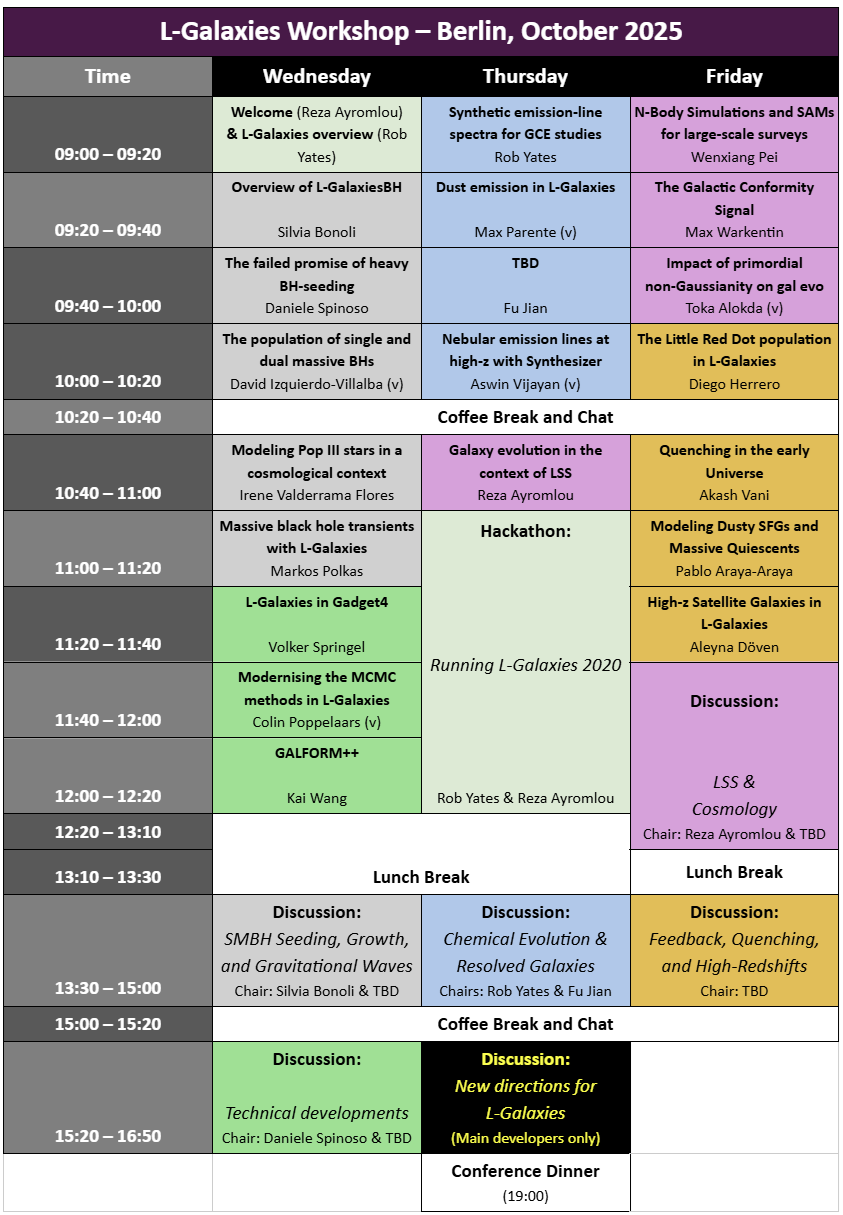 L-Galaxies Workshop – Berlin, October 2025
Time
Wednesday
Thursday
Friday
09:00 – 09:20
Welcome (Reza Ayromlou)
& L-Galaxies overview (Rob
Yates)
Synthetic emission-line
spectra for GCE studies
Rob Yates
N-Body Simulations and SAMs
for large-scale surveys
Wenxiang Pei
09:20 – 09:40
Overview of L-GalaxiesBH
Silvia Bonoli
Dust emission in L-Galaxies
Max Parente (v)
The Galactic Conformity
Signal
Max Warkentin
09:40 – 10:00
The failed promise of heavy
BH-seeding
Daniele Spinoso
TBD
Fu Jian
Impact of primordial
non-Gaussianity on gal evo
Toka Alokda (v)
10:00 – 10:20
The population of single and
dual massive BHs
David Izquierdo-Villalba (v)
Nebular emission lines at
high-z with Synthesizer
Aswin Vijayan (v)
The Little Red Dot population
in L-Galaxies
Diego Herrero
10:20 – 10:40
Coffee Break and Chat
10:40 – 11:00
Modeling Pop III stars in a
cosmological context
Irene Valderrama Flores
Galaxy evolution in the
context of LSS
Reza Ayromlou
Quenching in the early
Universe
Akash Vani
11:00 – 11:20
Massive black hole transients
with L-Galaxies
Markos Polkas
Hackathon:
Running L-Galaxies 2020
Rob Yates & Reza Ayromlou
Modeling Dusty SFGs and
Massive Quiescents
Pablo Araya-Araya
11:20 – 11:40
L-Galaxies in Gadget4
Volker Springel
High-z Satellite Galaxies in
L-Galaxies
Aleyna Döven
11:40 – 12:00
Modernising the MCMC
methods in L-Galaxies
Colin Poppelaars (v)
Discussion:
LSS &
Cosmology
Chair: Reza Ayromlou & TBD
12:00 – 12:20
GALFORM++
Kai Wang
12:20 – 13:10
13:10 – 13:30
Lunch Break
Lunch Break
13:30 – 15:00
Discussion:
SMBH Seeding, Growth,
and Gravitational Waves
Chair: Silvia Bonoli & TBD
Discussion:
Chemical Evolution &
Resolved Galaxies
Chairs: Rob Yates & Fu Jian
Discussion:
Feedback, Quenching,
and High-Redshifts
Chair: TBD
15:00 – 15:20
Coffee Break and Chat
15:20 – 16:50
Discussion:
Technical developments
Chair: Daniele Spinoso & TBD
Discussion:
New directions for
L-Galaxies
(Main developers only)
Conference Dinner
(19:00)